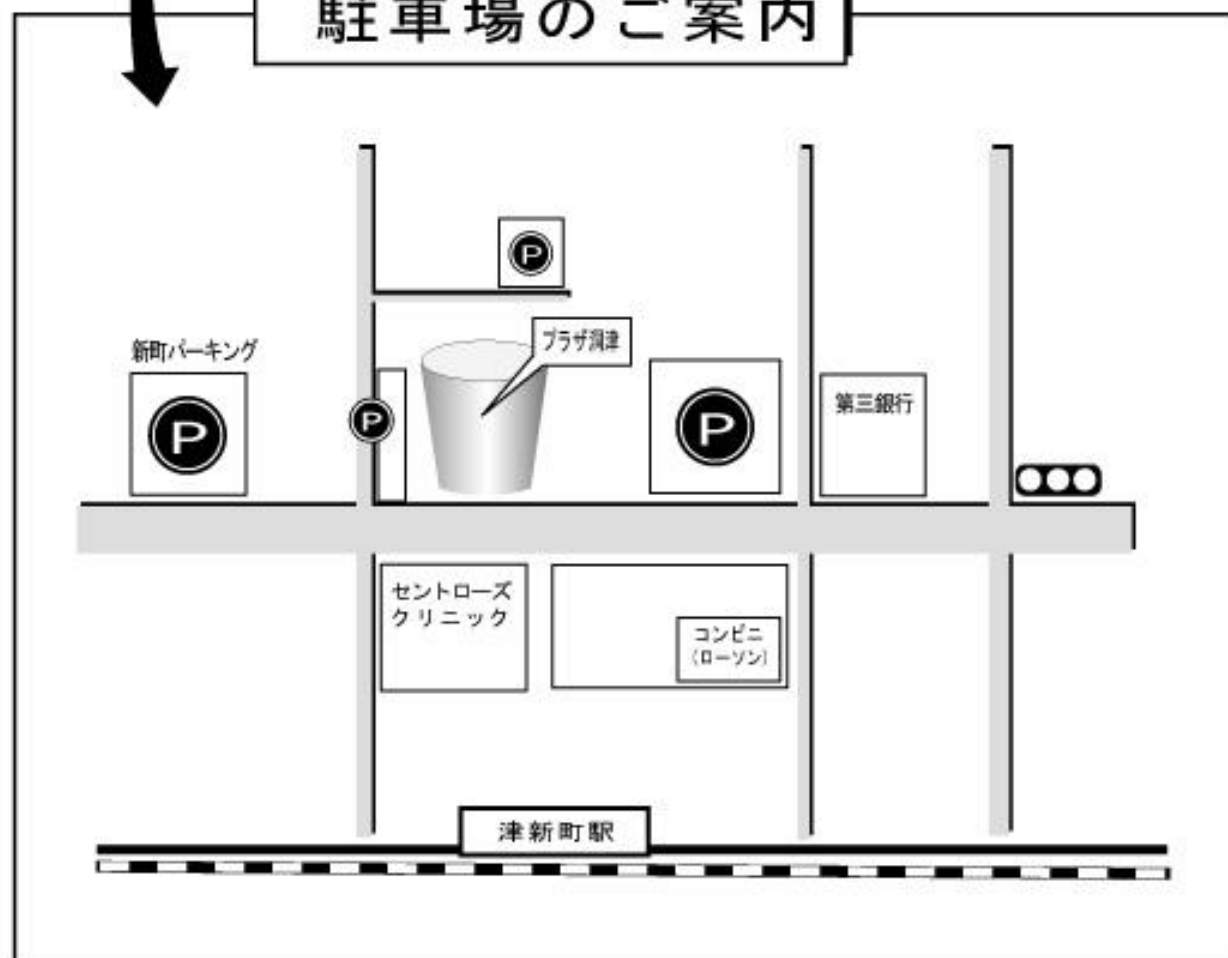 駐車場のご案内
P
プラザ洞津
新町パーキング
P
P
P
第三銀行
セントローズ
クリニック
コンビニ
(ローソン)
津新町駅